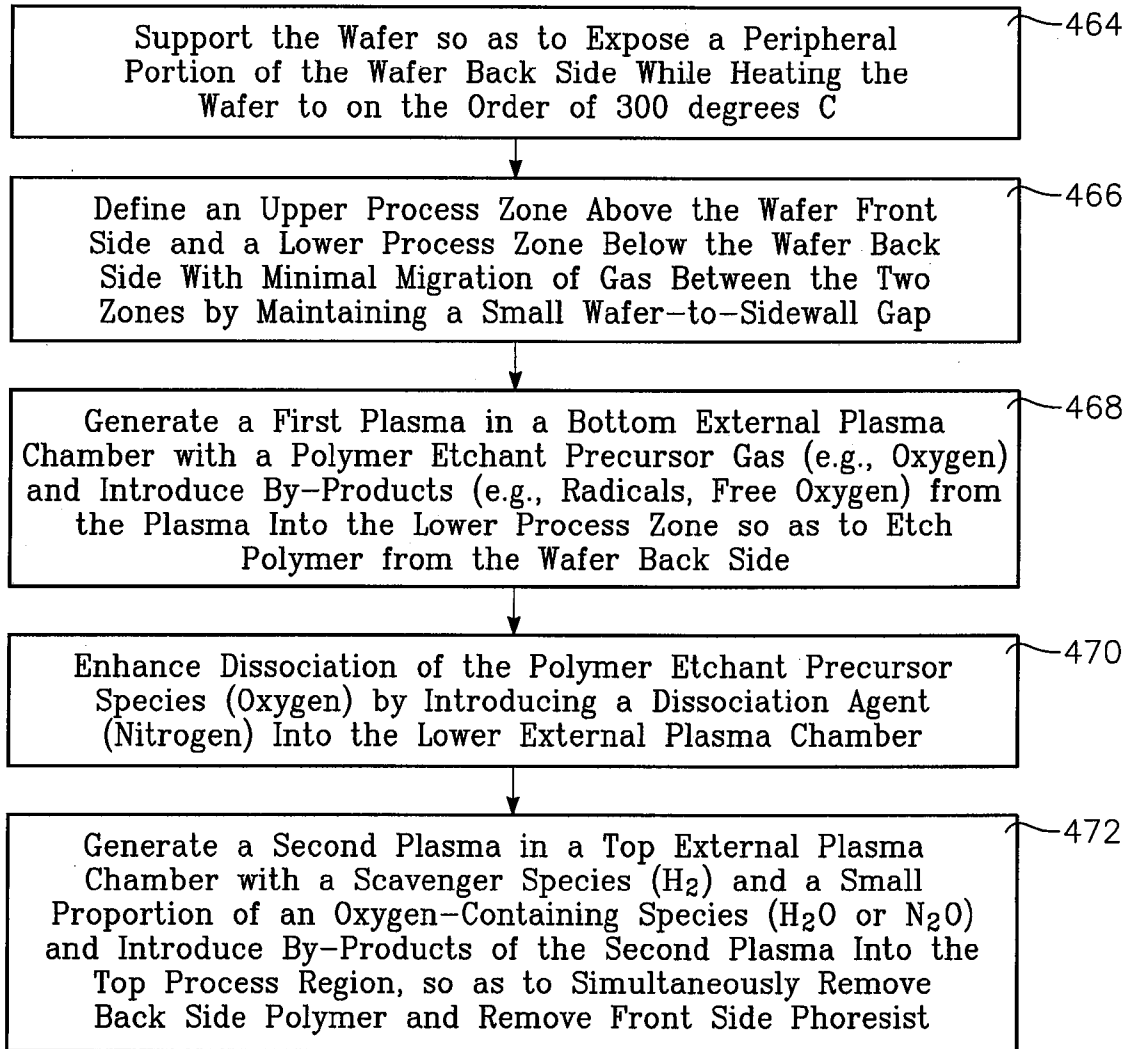 Support the Wafer so as to Expose a Peripheral
Portion of the Wafer Back Side While Heating the
Wafer to on the Order of 300 degrees C
464
Define an Upper Process Zone Above the Wafer Front
Side and a Lower Process Zone Below the Wafer Back
Side With Minimal Migration of Gas Between the Two
Zones by Maintaining a Small Wafer-to-Sidewall Gap
466
Generate a First Plasma in a Bottom External Plasma
Chamber with a Polymer Etchant Precursor Gas (e.g., Oxygen)
and Introduce By-Products (e.g., Radicals, Free Oxygen) from
the Plasma Into the Lower Process Zone so as to Etch
Polymer from the Wafer Back Side
468
Enhance Dissociation of the Polymer Etchant Precursor
Species (Oxygen) by Introducing a Dissociation Agent
(Nitrogen) Into the Lower External Plasma Chamber
470
Generate a Second Plasma in a Top External Plasma
Chamber with a Scavenger Species (H₂) and a Small
Proportion of an Oxygen-Containing Species (H₂O or N₂O)
and Introduce By-Products of the Second Plasma Into the
Top Process Region, so as to Simultaneously Remove
Back Side Polymer and Remove Front Side Phoresist
472